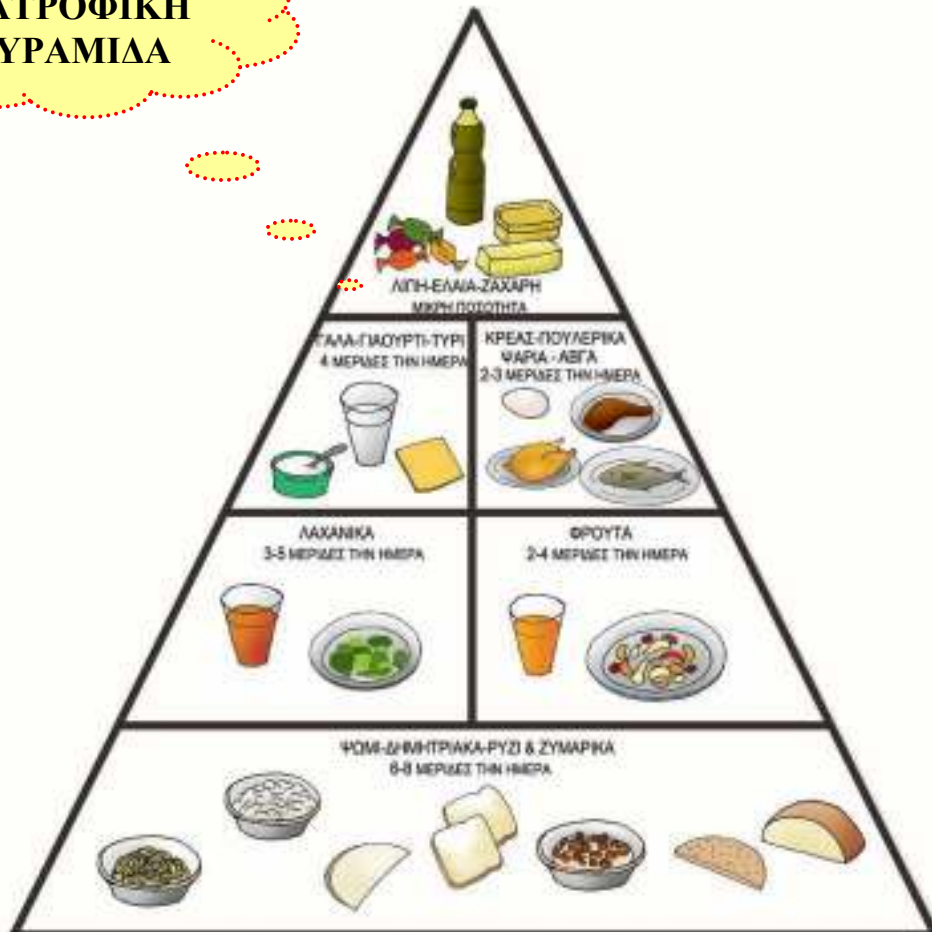 ΑΤΡΟΦΙΚΗ
ΥΡΑΜΙΔΑ
ΛΙΠΗ-ΕΛΑΙΑ-ΖΑΧΑΡΗ
ΜΙΚΡΗ ΠΟΣΟΤΗΤΑ
ΓΑΛΑ-ΓΙΑΟΥΡΤΙ-ΤΥΡΙ
4 ΜΕΡΙΔΕΣ ΤΗΝ ΗΜΕΡΑ
ΚΡΕΑΣ-ΠΟΥΛΕΡΙΚΑ
ΨΑΡΙΑ - ΑΒΓΑ
2-3 ΜΕΡΙΔΕΣ ΤΗΝ ΗΜΕΡΑ
ΛΑΧΑΝΙΚΑ
3-5 ΜΕΡΙΔΕΣ ΤΗΝ ΗΜΕΡΑ
ΦΡΟΥΤΑ
2-4 ΜΕΡΙΔΕΣ ΤΗΝ ΗΜΕΡΑ
ΨΩΜΙ-ΔΗΜΗΤΡΙΑΚΑ-ΡΥΖΙ & ΖΥΜΑΡΙΚΑ
6-8 ΜΕΡΙΔΕΣ ΤΗΝ ΗΜΕΡΑ